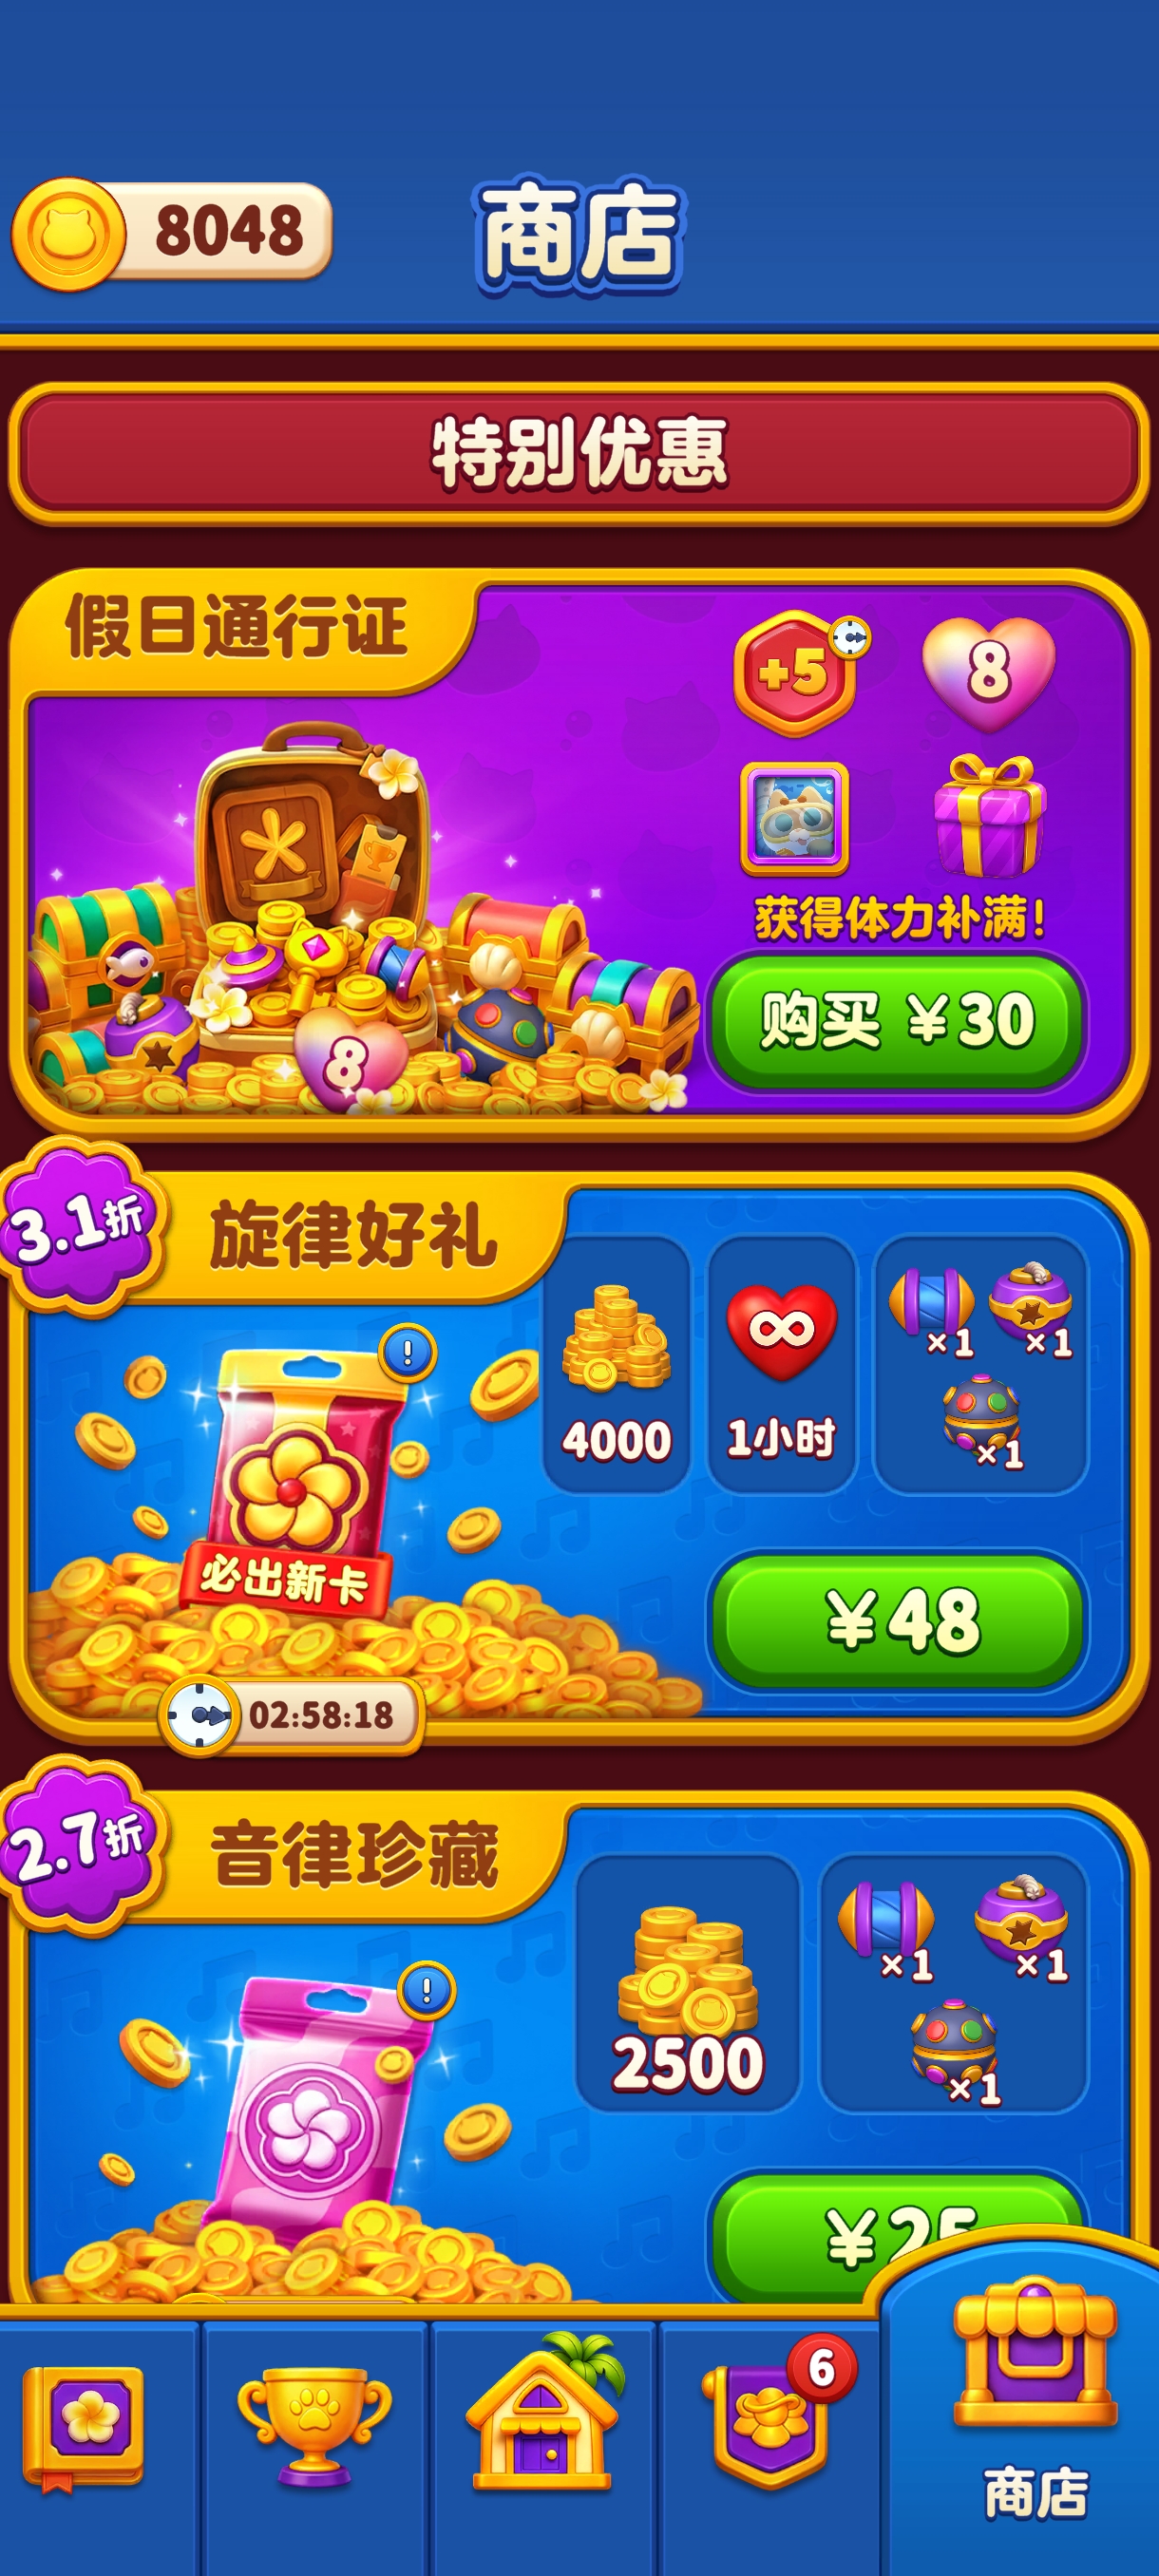 8048
商店
特别优惠
假日通行证
+5
8
获得体力补满!
购买 ¥30
8
3.1折
旋律好礼
4000
1小时
×1
×1
×1
必出新卡
¥48
02:58:18
2.7折
音律珍藏
2500
×1
×1
×1
¥25
6
商店